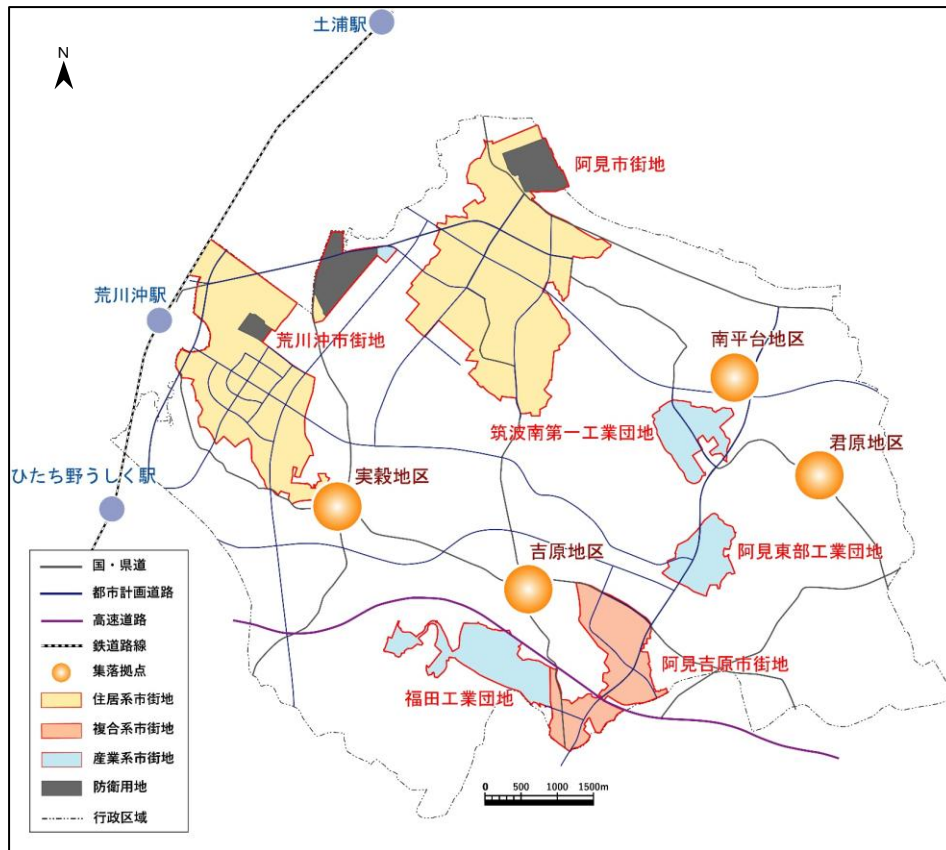 土浦駅
N
阿見市街地
荒川沖駅
荒川沖市街地
南平台地区
筑波南第一工業団地
君原地区
ひたち野うしく駅
実穀地区
吉原地区
阿見東部工業団地
阿見吉原市街地
福田工業団地
国・県道
都市計画道路
高速道路
鉄道路線
集落拠点
住居系市街地
複合系市街地
産業系市街地
防衛用地
行政区域
0 500 1000 1500m